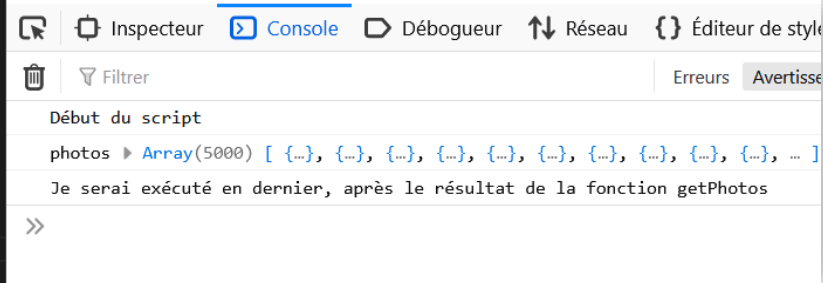 Inspecteur Console Débogueur Réseau Éditeur de style
Filtrer Erreurs Avertisse
Début du script
photos Array(5000) [ {…}, {…}, {…}, {…}, {…}, {…}, {…}, {…}, {…}, {…}, … ]
Je serai exécuté en dernier, après le résultat de la fonction getPhotos